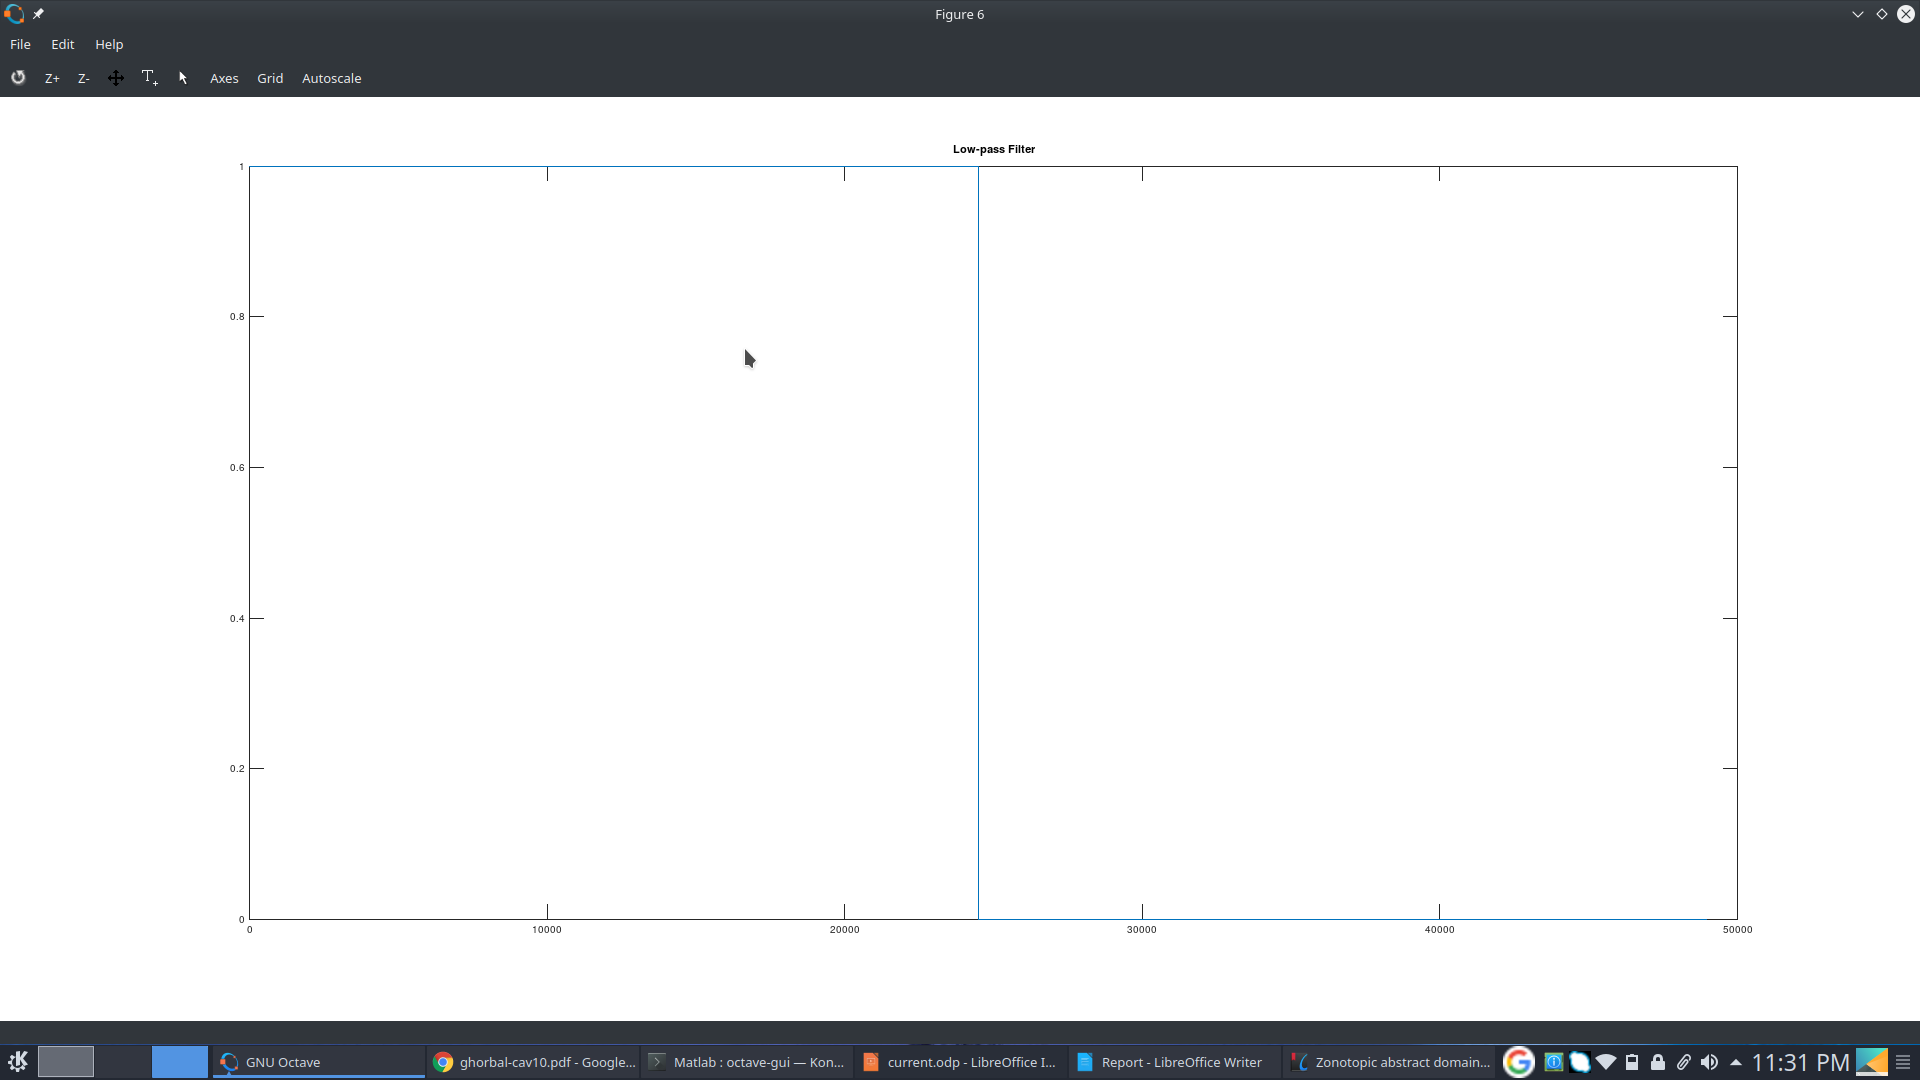 Figure 6
File Edit Help
Z+ Z- T+ Axes Grid Autoscale
Low-pass Filter
1
0.8
0.6
0.4
0.2
0
0 10000 20000 30000 40000 50000
GNU Octave ghorbal-cav10.pdf - Google... Matlab : octave-gui — Kon... current.odp - LibreOffice I... Report - LibreOffice Writer Zonotopic abstract domain... 11:31 PM